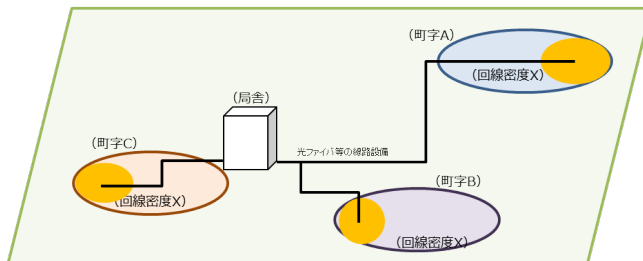 （町字A）
（回線密度X）
（局舎）
光ファイバ等の線路設備
（町字C）
（回線密度X）
（町字B）
（回線密度X）